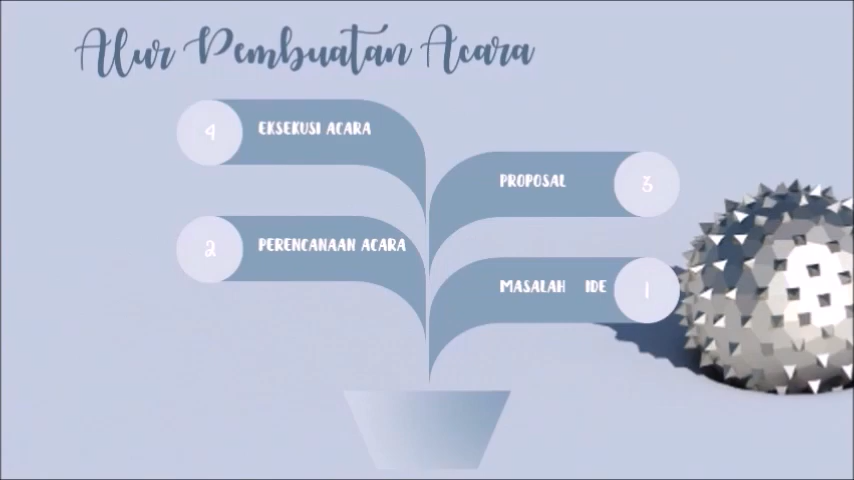 Alur Pembuatan Acara
4 EKSEKUSI ACARA
PROPOSAL 3
2 PERENCANAAN ACARA
MASALAH IDE 1